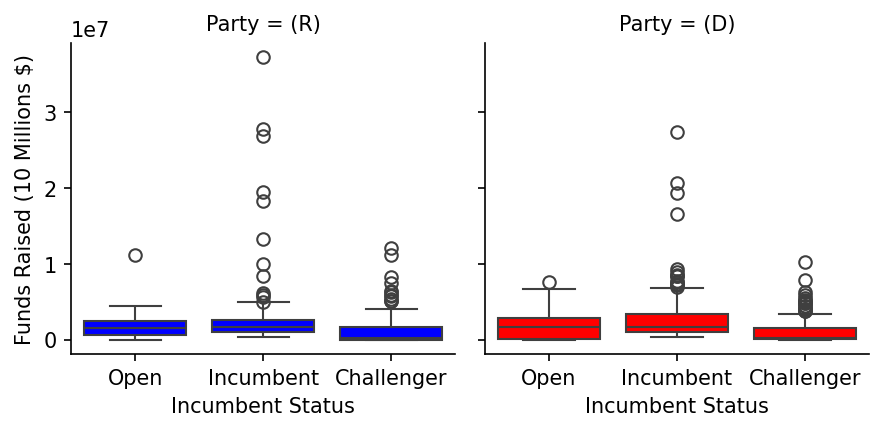 Party = (R)
Party = (D)
1e7
Funds Raised (10 Millions $)
3
2
1
0
Open Incumbent Challenger
Open Incumbent Challenger
Incumbent Status
Incumbent Status